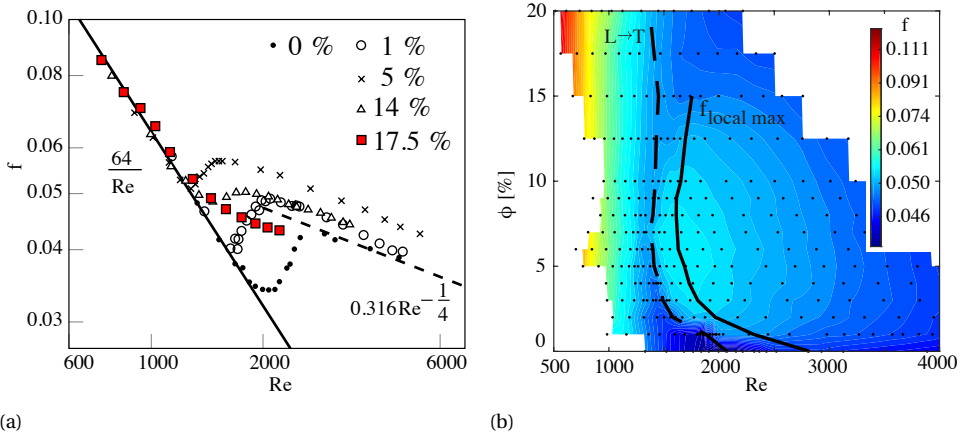 0.10
0.08
0.06
0.05
0.04
0.03
f
0 %
1 %
5 %
14 %
17.5 %
64
Re
0.316Re^-1/4
600 1000 2000 6000
Re
(a)
20
15
10
5
0
ϕ [%]
L→T
f local max
f
0.111
0.091
0.074
0.061
0.050
0.046
500 1000 2000 3000 4000
Re
(b)